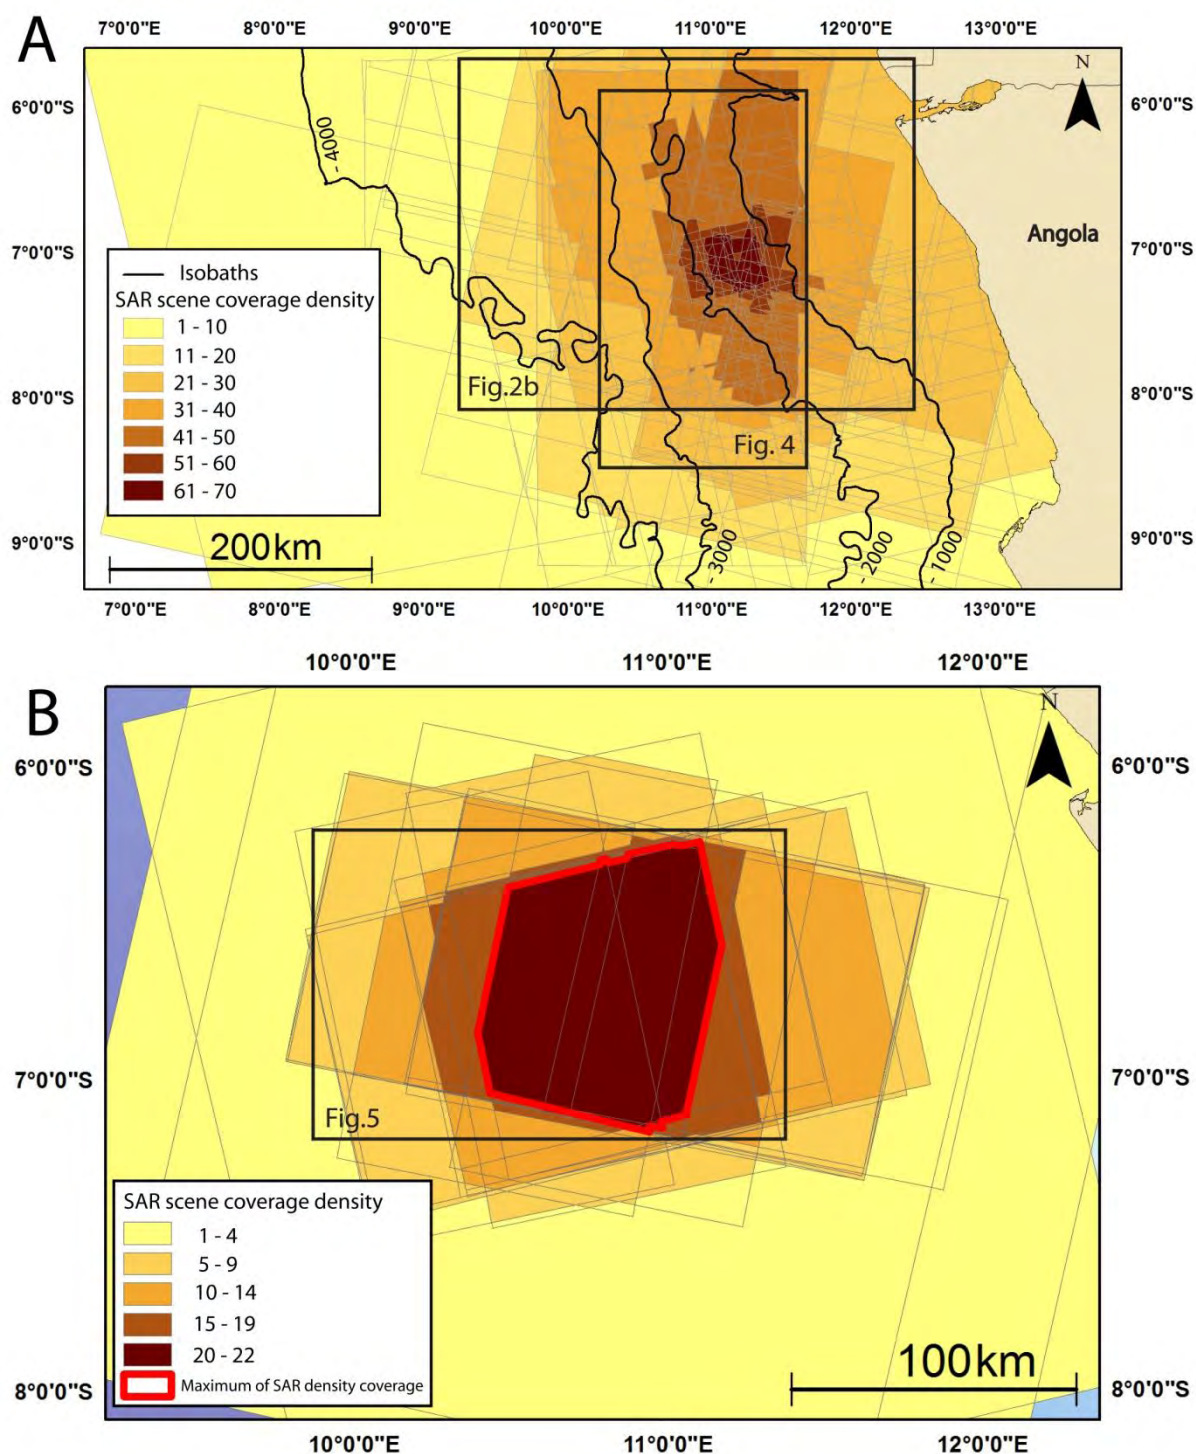 A
7°0'0"E 8°0'0"E 9°0'0"E 10°0'0"E 11°0'0"E 12°0'0"E 13°0'0"E
N
6°0'0"S 6°0'0"S
- 4000
Angola
7°0'0"S 7°0'0"S
Isobaths
SAR scene coverage density
1 - 10
11 - 20
21 - 30
31 - 40
41 - 50
51 - 60
61 - 70
Fig.2b
8°0'0"S 8°0'0"S
Fig. 4
9°0'0"S 9°0'0"S
200km
- 3000
- 2000
- 1000
7°0'0"E 8°0'0"E 9°0'0"E 10°0'0"E 11°0'0"E 12°0'0"E 13°0'0"E
10°0'0"E 11°0'0"E 12°0'0"E
B
N
6°0'0"S 6°0'0"S
7°0'0"S 7°0'0"S
Fig.5
SAR scene coverage density
1 - 4
5 - 9
10 - 14
15 - 19
20 - 22
Maximum of SAR density coverage
100km
8°0'0"S 8°0'0"S
10°0'0"E 11°0'0"E 12°0'0"E